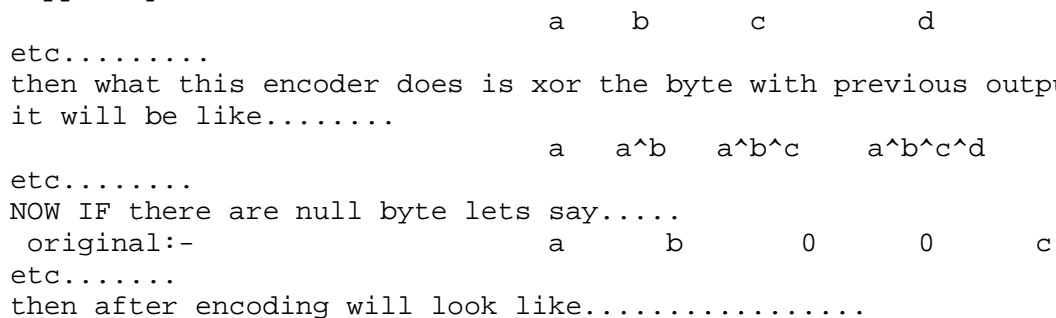 a b c d
etc.........
then what this encoder does is xor the byte with previous
it will be like........
a a^b a^b^c a^b^c^d
etc........
NOW IF there are null byte lets say.....
original:- a b 0 0 c
etc.......
then after encoding will look like.................